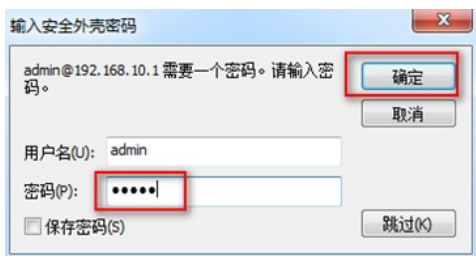 输入安全外壳密码
admin@192.168.10.1 需要一个密码。请输入密
码。
确定
取消
用户名(U): admin
密码(P): •••••
保存密码(S)
跳过(K)